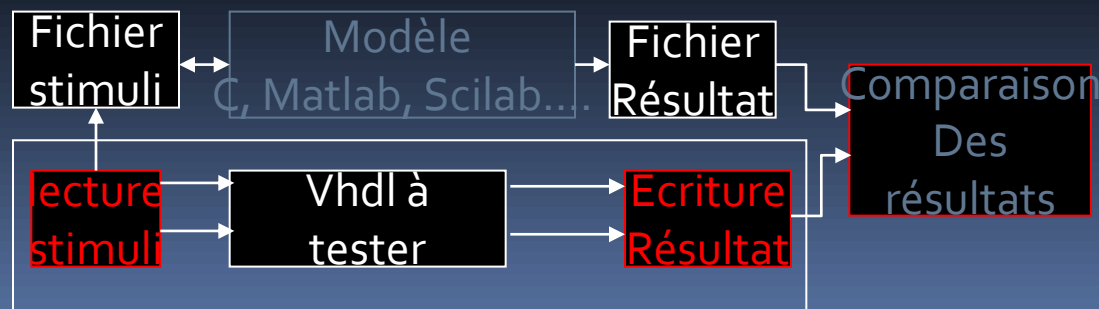 Fichier
stimuli
Modèle
C, Matlab, Scilab....
Fichier
Résultat
Comparaison
Des
résultats
lecture
stimuli
Vhdl à
tester
Ecriture
Résultat